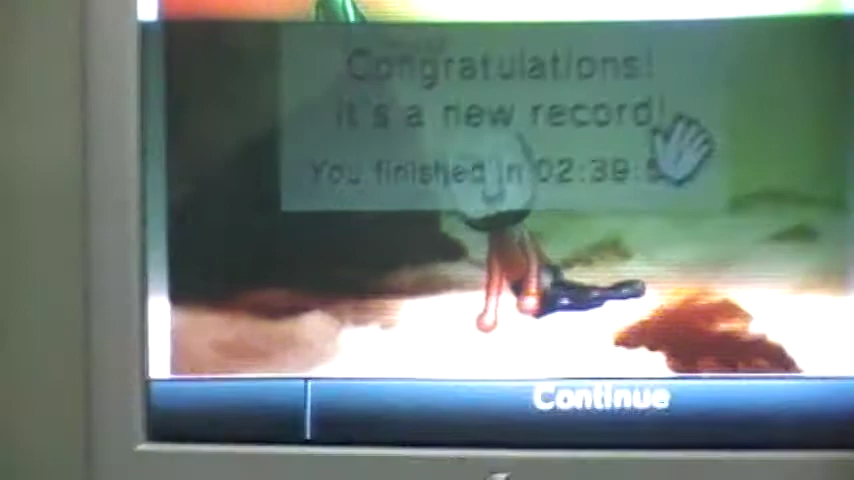 Congratulations!
It's a new record!
You finished in 02:39:
Continue